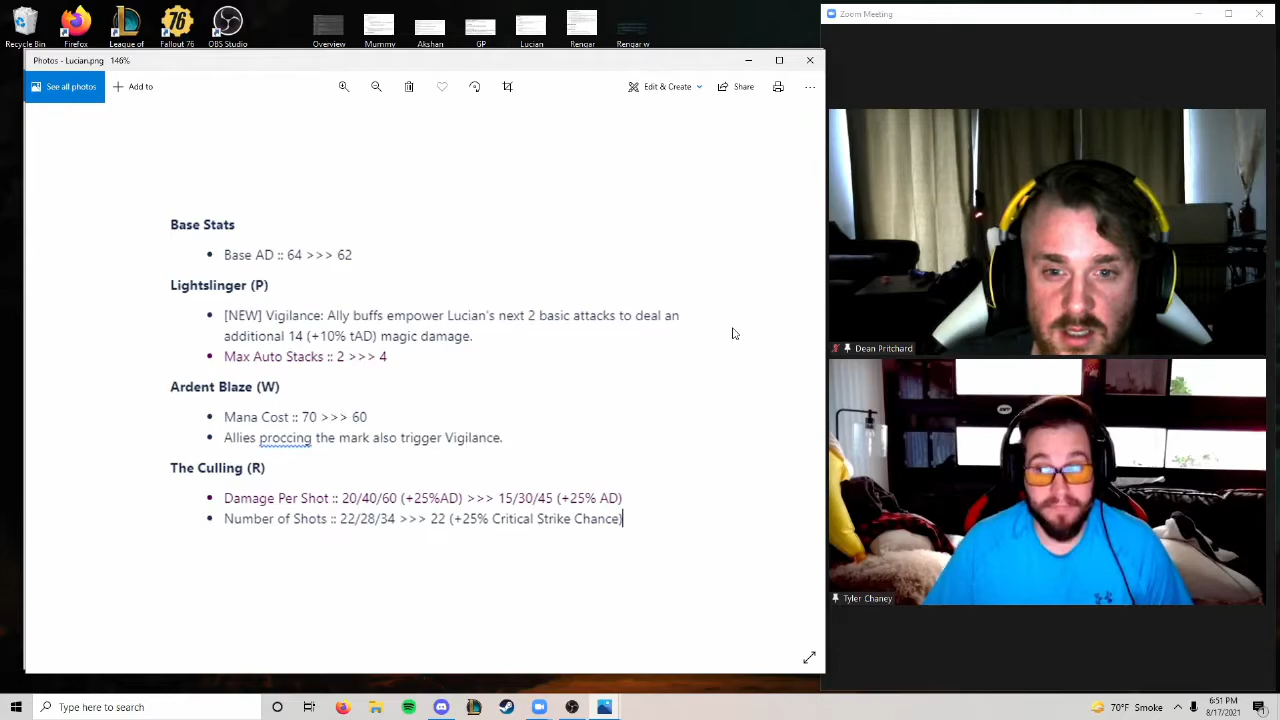 Recycle Bin
Firefox
League of
Fallout 76
OBS Studio
Overview
Mummy
Akshan
GP
Lucian
Rengar
Rengar w
Zoom Meeting
Photos - Lucian.png 146%
See all photos
Add to
Edit & Create
Share
Base Stats
• Base AD :: 64 >>> 62
Lightslinger (P)
• [NEW] Vigilance: Ally buffs empower Lucian's next 2 basic attacks to deal an
additional 14 (+10% tAD) magic damage.
• Max Auto Stacks :: 2 >>> 4
Ardent Blaze (W)
• Mana Cost :: 70 >>> 60
• Allies proccing the mark also trigger Vigilance.
The Culling (R)
• Damage Per Shot :: 20/40/60 (+25%AD) >>> 15/30/45 (+25% AD)
• Number of Shots :: 22/28/34 >>> 22 (+25% Critical Strike Chance)
Dean Pritchard
Tyler Chaney
Type here to search
70°F Smoke
6:51 PM
8/17/2021